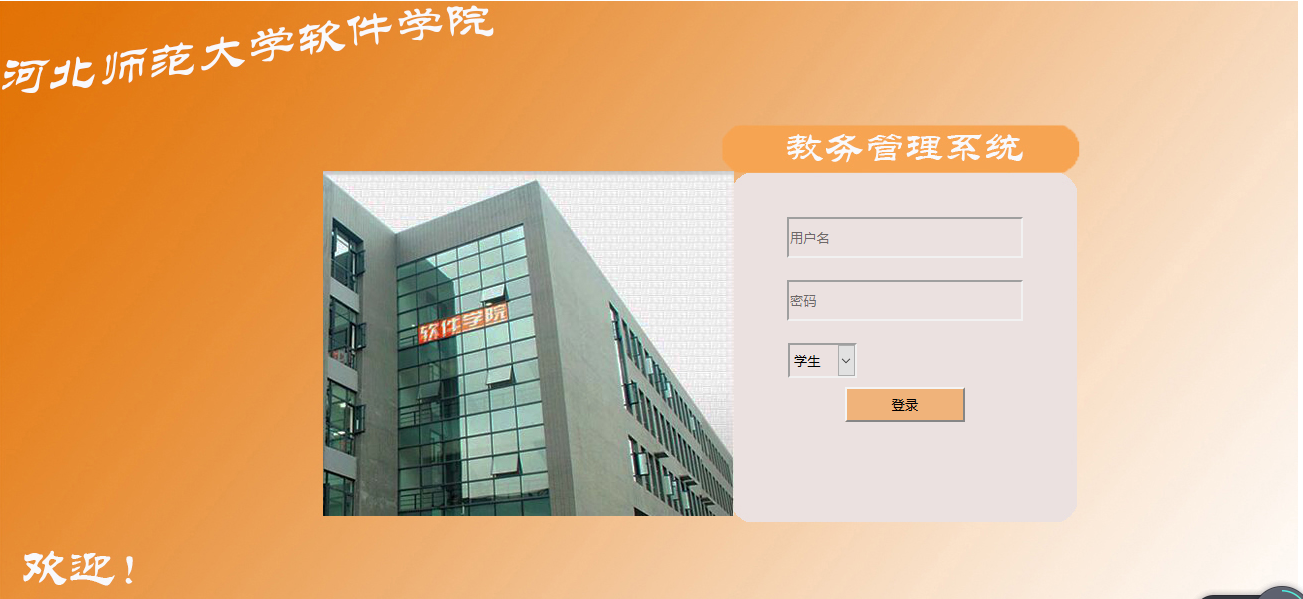 河北师范大学软件学院
教务管理系统
软件学院
用户名
密码
学生
登录
欢迎！